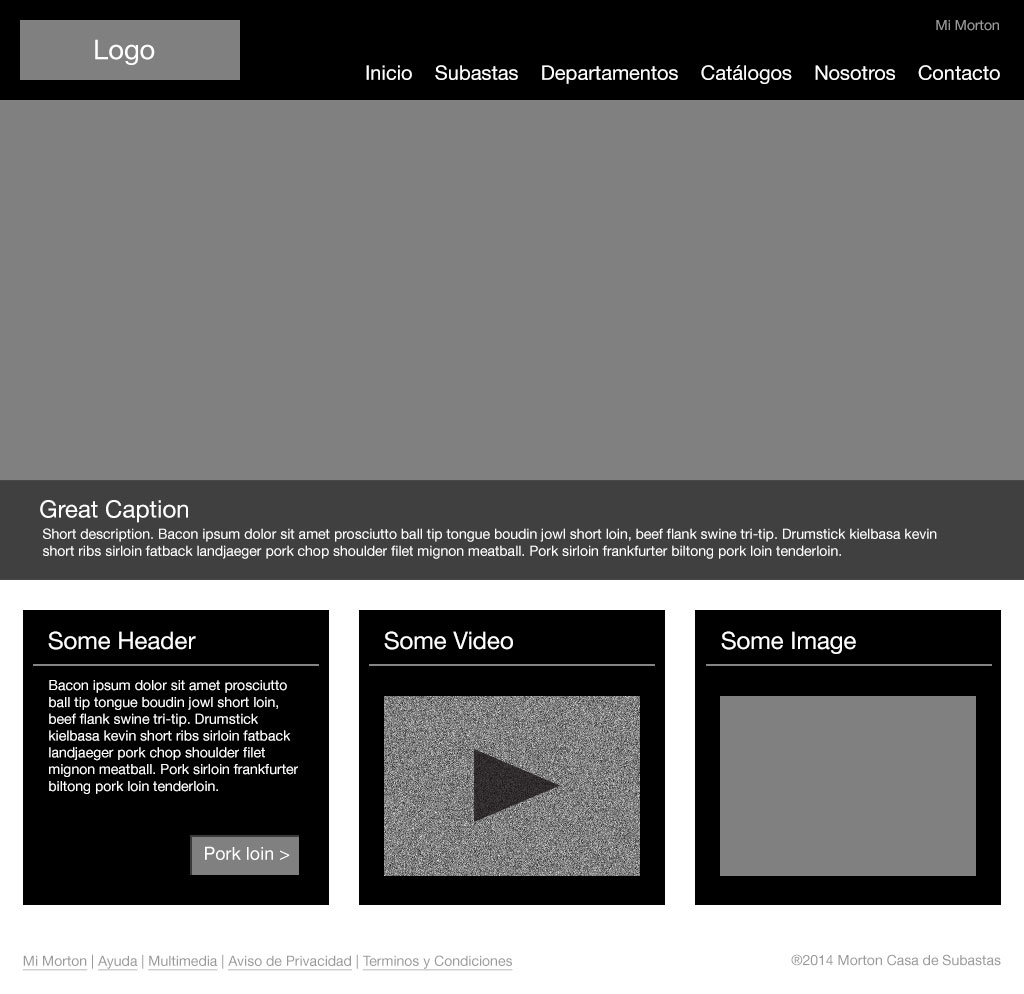 Logo
Mi Morton
Inicio Subastas Departamentos Catálogos Nosotros Contacto
Great Caption
Short description. Bacon ipsum dolor sit amet prosciutto ball tip tongue boudin jowl short loin, beef flank swine tri-tip. Drumstick kielbasa kevin
short ribs sirloin fatback landjaeger pork chop shoulder filet mignon meatball. Pork sirloin frankfurter biltong pork loin tenderloin.
Some Header
Bacon ipsum dolor sit amet prosciutto
ball tip tongue boudin jowl short loin,
beef flank swine tri-tip. Drumstick
kielbasa kevin short ribs sirloin fatback
landjaeger pork chop shoulder filet
mignon meatball. Pork sirloin frankfurter
biltong pork loin tenderloin.
Pork loin >
Some Video
Some Image
Mi Morton | Ayuda | Multimedia | Aviso de Privacidad | Terminos y Condiciones
®2014 Morton Casa de Subastas